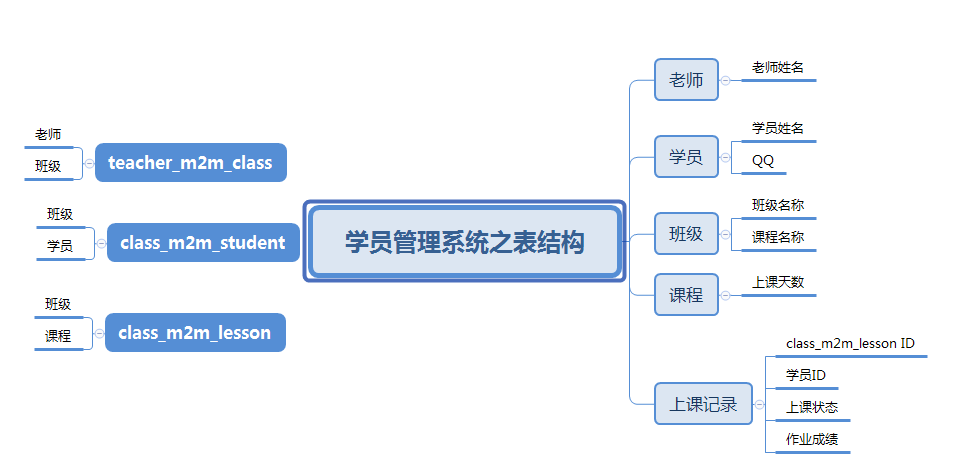 学员管理系统之表结构
老师
老师姓名
学员
学员姓名
QQ
班级
班级名称
课程名称
课程
上课天数
上课记录
class_m2m_lesson ID
学员ID
上课状态
作业成绩
teacher_m2m_class
老师
班级
class_m2m_student
班级
学员
class_m2m_lesson
班级
课程